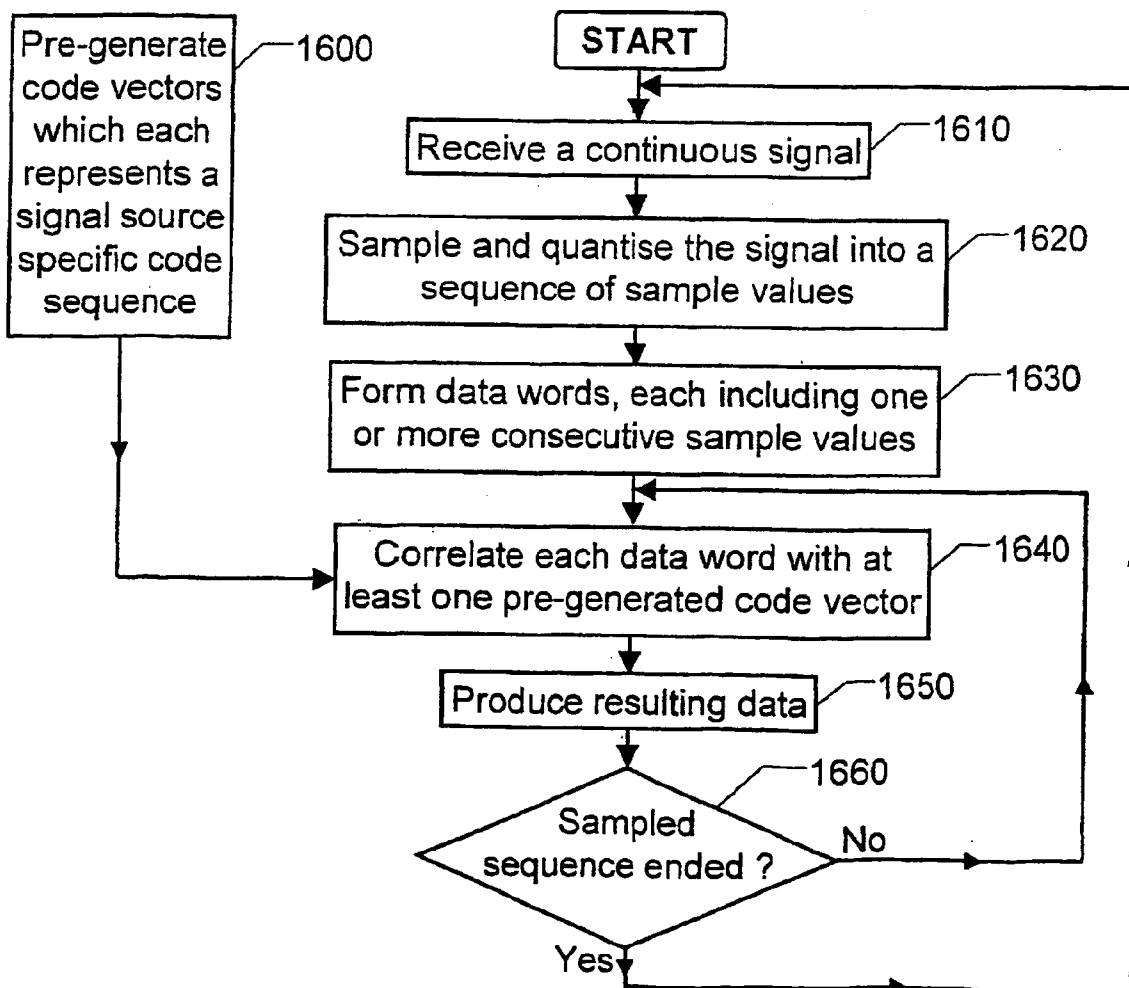 Pre-generate
code vectors
which each
represents a
signal source
specific code
sequence
1600
START
Receive a continuous signal
1610
Sample and quantise the signal into a
sequence of sample values
1620
Form data words, each including one
or more consecutive sample values
1630
Correlate each data word with at
least one pre-generated code vector
1640
Produce resulting data
1650
Sampled
sequence ended ?
1660
No
Yes